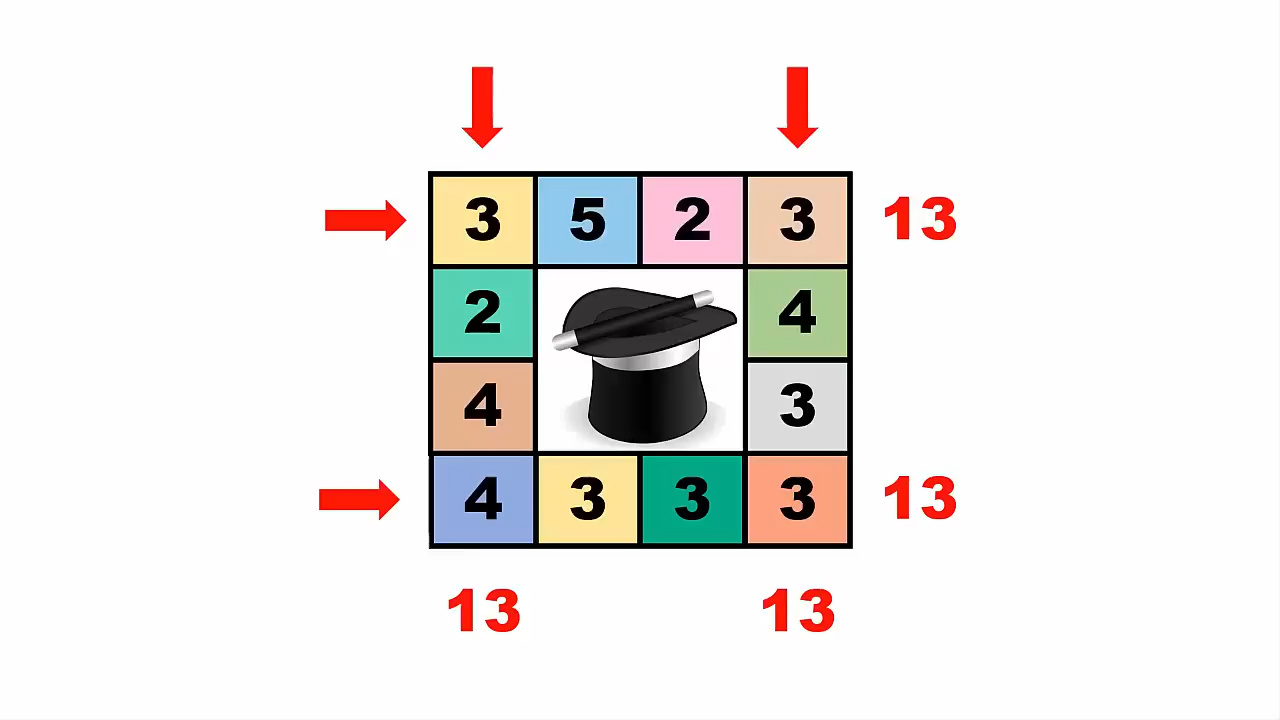 3 5 2 3 13
2 4
4 3
4 3 3 3 13
13 13